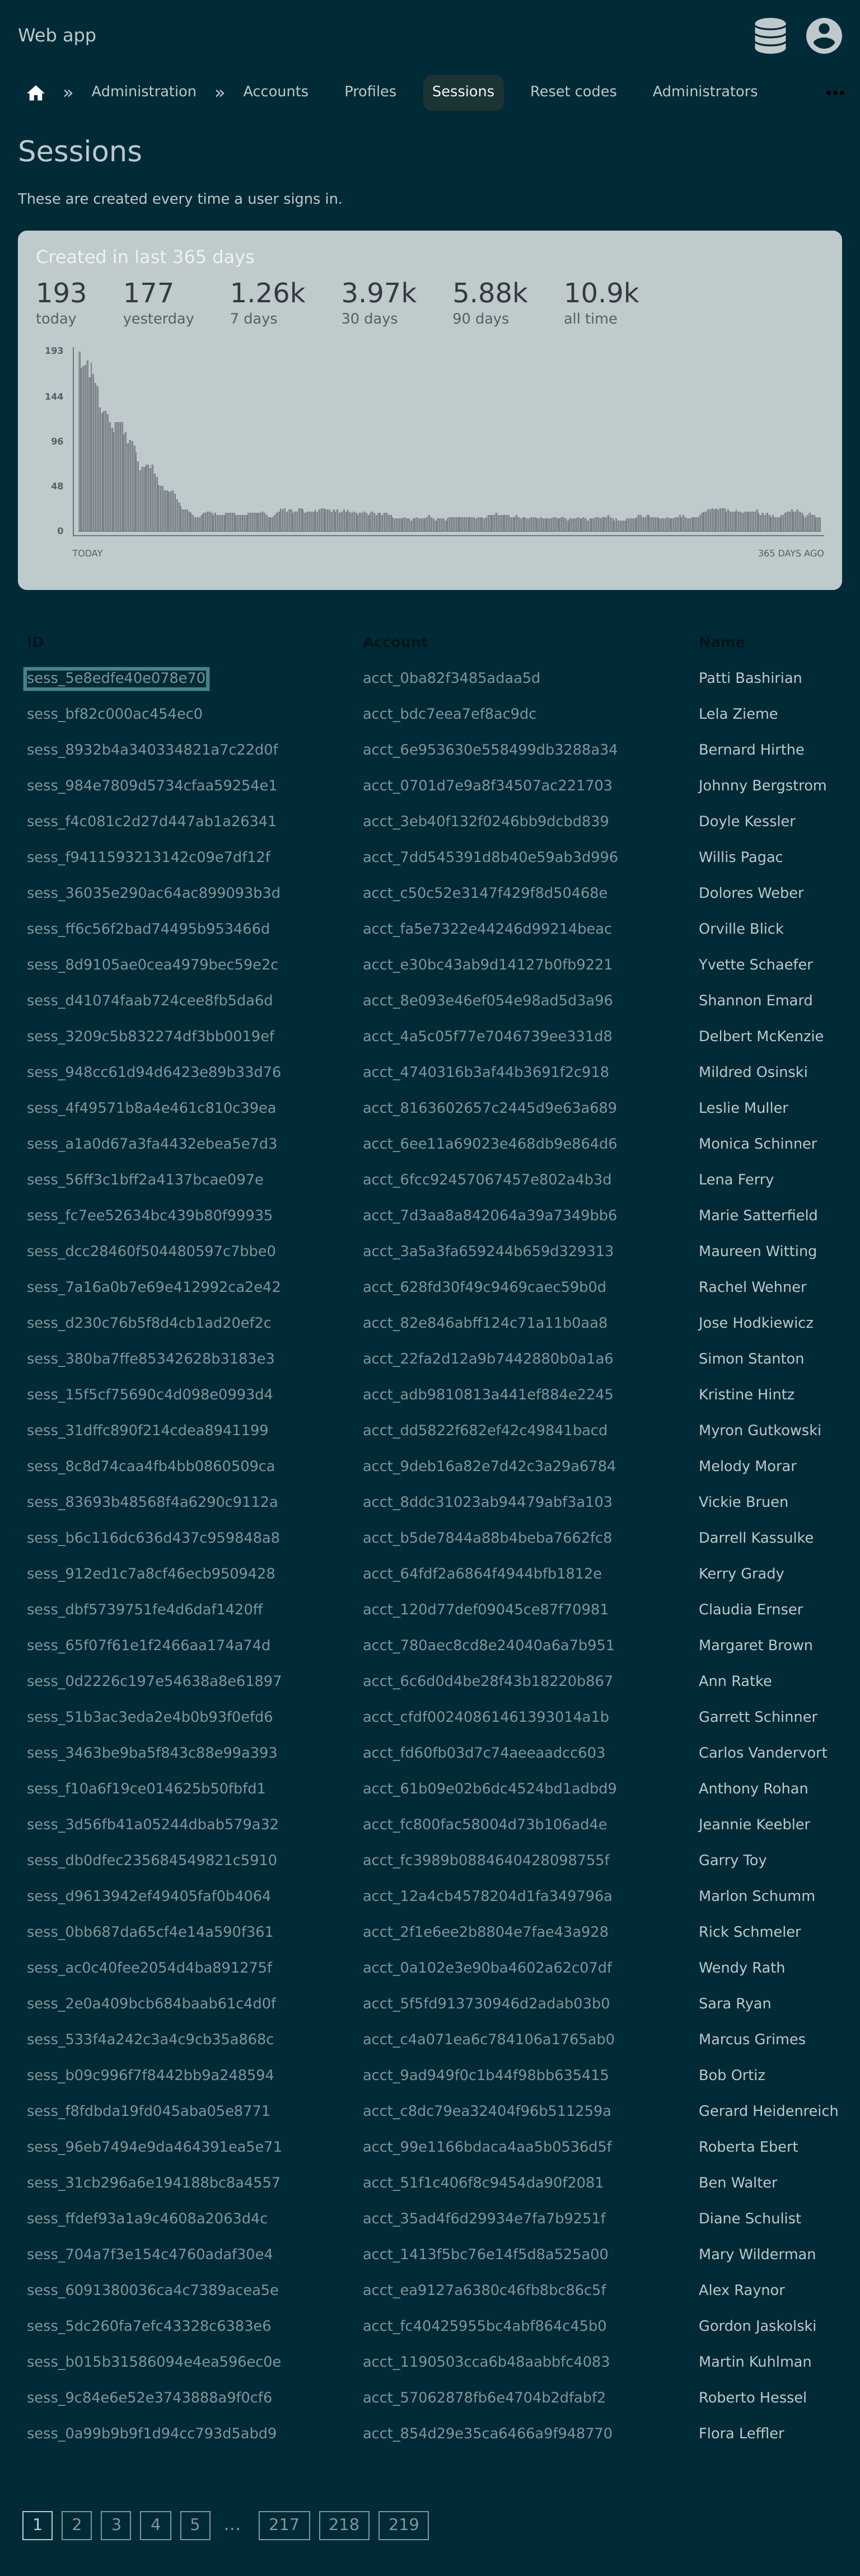 Web app
» Administration » Accounts Profiles Sessions Reset codes Administrators •••
Sessions
These are created every time a user signs in.
Created in last 365 days
193 177 1.26k 3.97k 5.88k 10.9k
today yesterday 7 days 30 days 90 days all time
193
144
96
48
0
TODAY 365 DAYS AGO
ID Account Name
sess_5e8edfe40e078e70 acct_0ba82f3485adaa5d Patti Bashirian
sess_bf82c000ac454ec0 acct_bdc7eea7ef8ac9dc Lela Zieme
sess_8932b4a340334821a7c22d0f acct_6e953630e558499db3288a34 Bernard Hirthe
sess_984e7809d5734cfaa59254e1 acct_0701d7e9a8f34507ac221703 Johnny Bergstrom
sess_f4c081c2d27d447ab1a26341 acct_3eb40f132f0246bb9dcbd839 Doyle Kessler
sess_f9411593213142c09e7df12f acct_7dd545391d8b40e59ab3d996 Willis Pagac
sess_36035e290ac64ac899093b3d acct_c50c52e3147f429f8d50468e Dolores Weber
sess_ff6c56f2bad74495b953466d acct_fa5e7322e44246d99214beac Orville Blick
sess_8d9105ae0cea4979bec59e2c acct_e30bc43ab9d14127b0fb9221 Yvette Schaefer
sess_d41074faab724cee8fb5da6d acct_8e093e46ef054e98ad5d3a96 Shannon Emard
sess_3209c5b832274df3bb0019ef acct_4a5c05f77e7046739ee331d8 Delbert McKenzie
sess_948cc61d94d6423e89b33d76 acct_4740316b3af44b3691f2c918 Mildred Osinski
sess_4f49571b8a4e461c810c39ea acct_8163602657c2445d9e63a689 Leslie Muller
sess_a1a0d67a3fa4432ebea5e7d3 acct_6ee11a69023e468db9e864d6 Monica Schinner
sess_56ff3c1bff2a4137bcae097e acct_6fcc92457067457e802a4b3d Lena Ferry
sess_fc7ee52634bc439b80f99935 acct_7d3aa8a842064a39a7349bb6 Marie Satterfield
sess_dcc28460f504480597c7bbe0 acct_3a5a3fa659244b659d329313 Maureen Witting
sess_7a16a0b7e69e412992ca2e42 acct_628fd30f49c9469caec59b0d Rachel Wehner
sess_d230c76b5f8d4cb1ad20ef2c acct_82e846abff124c71a11b0aa8 Jose Hodkiewicz
sess_380ba7ffe85342628b3183e3 acct_22fa2d12a9b7442880b0a1a6 Simon Stanton
sess_15f5cf75690c4d098e0993d4 acct_adb9810813a441ef884e2245 Kristine Hintz
sess_31dffc890f214cdea8941199 acct_dd5822f682ef42c49841bacd Myron Gutkowski
sess_8c8d74caa4fb4bb0860509ca acct_9deb16a82e7d42c3a29a6784 Melody Morar
sess_83693b48568f4a6290c9112a acct_8ddc31023ab94479abf3a103 Vickie Bruen
sess_b6c116dc636d437c959848a8 acct_b5de7844a88b4beba7662fc8 Darrell Kassulke
sess_912ed1c7a8cf46ecb9509428 acct_64fdf2a6864f4944bfb1812e Kerry Grady
sess_dbf5739751fe4d6daf1420ff acct_120d77def09045ce87f70981 Claudia Ernser
sess_65f07f61e1f2466aa174a74d acct_780aec8cd8e24040a6a7b951 Margaret Brown
sess_0d2226c197e54638a8e61897 acct_6c6d0d4be28f43b18220b867 Ann Ratke
sess_51b3ac3eda2e4b0b93f0efd6 acct_cfdf00240861461393014a1b Garrett Schinner
sess_3463be9ba5f843c88e99a393 acct_fd60fb03d7c74aeeaadcc603 Carlos Vandervort
sess_f10a6f19ce014625b50fbfd1 acct_61b09e02b6dc4524bd1adbd9 Anthony Rohan
sess_3d56fb41a05244dbab579a32 acct_fc800fac58004d73b106ad4e Jeannie Keebler
sess_db0dfec235684549821c5910 acct_fc3989b0884640428098755f Garry Toy
sess_d9613942ef49405faf0b4064 acct_12a4cb4578204d1fa349796a Marlon Schumm
sess_0bb687da65cf4e14a590f361 acct_2f1e6ee2b8804e7fae43a928 Rick Schmeler
sess_ac0c40fee2054d4ba891275f acct_0a102e3e90ba4602a62c07df Wendy Rath
sess_2e0a409bcb684baab61c4d0f acct_5f5fd913730946d2adab03b0 Sara Ryan
sess_533f4a242c3a4c9cb35a868c acct_c4a071ea6c784106a1765ab0 Marcus Grimes
sess_b09c996f7f8442bb9a248594 acct_9ad949f0c1b44f98bb635415 Bob Ortiz
sess_f8fdbda19fd045aba05e8771 acct_c8dc79ea32404f96b511259a Gerard Heidenreich
sess_96eb7494e9da464391ea5e71 acct_99e1166bdaca4aa5b0536d5f Roberta Ebert
sess_31cb296a6e194188bc8a4557 acct_51f1c406f8c9454da90f2081 Ben Walter
sess_ffdef93a1a9c4608a2063d4c acct_35ad4f6d29934e7fa7b9251f Diane Schulist
sess_704a7f3e154c4760adaf30e4 acct_1413f5bc76e14f5d8a525a00 Mary Wilderman
sess_6091380036ca4c7389acea5e acct_ea9127a6380c46fb8bc86c5f Alex Raynor
sess_5dc260fa7efc43328c6383e6 acct_fc40425955bc4abf864c45b0 Gordon Jaskolski
sess_b015b31586094e4ea596ec0e acct_1190503cca6b48aabbfc4083 Martin Kuhlman
sess_9c84e6e52e3743888a9f0cf6 acct_57062878fb6e4704b2dfabf2 Roberto Hessel
sess_0a99b9b9f1d94cc793d5abd9 acct_854d29e35ca6466a9f948770 Flora Leffler
1 2 3 4 5 … 217 218 219